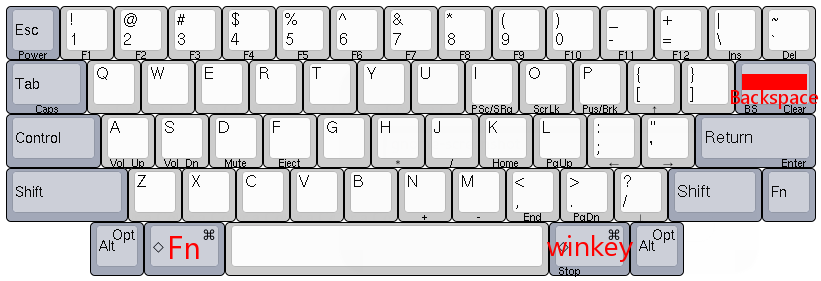 Esc ! @ # $ % ^ & * ( ) _ + | ~
1 2 3 4 5 6 7 8 9 0 - = \ `
Power F1 F2 F3 F4 F5 F6 F7 F8 F9 F10 F11 F12 Ins Del
Tab Q W E R T Y U I O P { }
[ ]
Backspace
Caps PSc/SRq ScrLk Pus/Brk ↑ BS Clear
Control A S D F G H J K L : " Return
; '
Vol_Up Vol_Dn Mute Eject * / Home PgUp ← → Enter
Shift Z X C V B N M < > ? Shift Fn
, . /
+ - End PgDn ↓
Opt ⌘ ⌘ Opt
Alt ◇ Fn ◇ winkey Alt
Stop